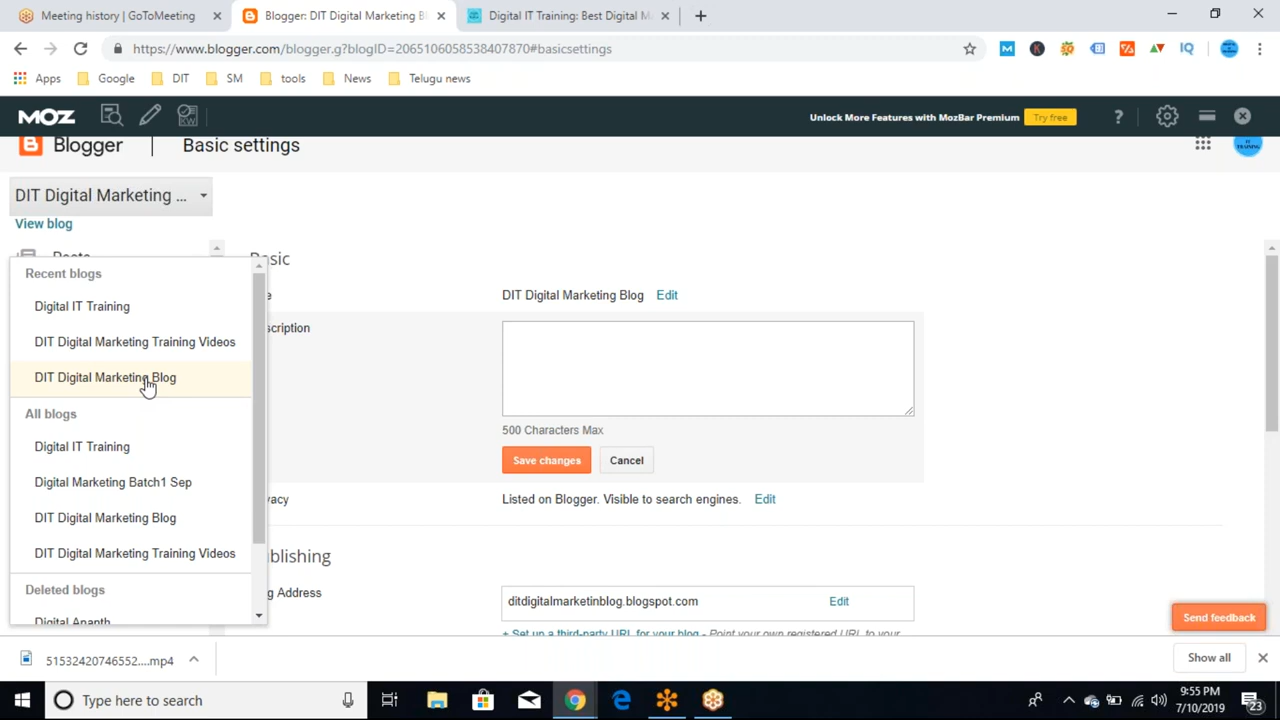 Meeting history | GoToMeeting
Blogger: DIT Digital Marketing B
Digital IT Training: Best Digital M
https://www.blogger.com/blogger.g?blogID=2065106058538407870#basicsettings
IQ
Apps
Google
DIT
SM
tools
News
Telugu news
MOZ
Unlock More Features with MozBar Premium
Try free
?
Blogger
Basic settings
DIT Digital Marketing ...
View blog
Posts
Basic
Recent blogs
Digital IT Training
DIT Digital Marketing Blog
Edit
DIT Digital Marketing Training Videos
DIT Digital Marketing Blog
All blogs
500 Characters Max
Digital IT Training
Save changes
Cancel
Digital Marketing Batch1 Sep
Listed on Blogger. Visible to search engines.
Edit
DIT Digital Marketing Blog
DIT Digital Marketing Training Videos
Deleted blogs
ditdigitalmarketinblog.blogspot.com
Edit
Digital Ananth
+ Set up a third-party URL for your blog - Point your own registered URL to your
Send feedback
51532420746552....mp4
Show all
Type here to search
9:55 PM
7/10/2019
23